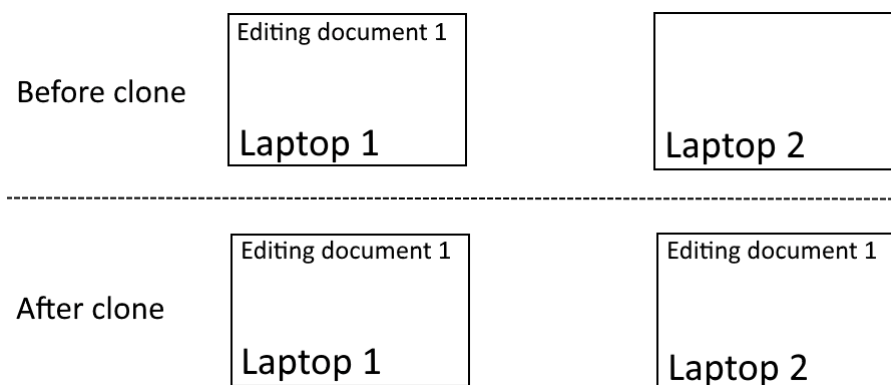 Before clone
Editing document 1
Laptop 1
Laptop 2
After clone
Editing document 1
Laptop 1
Editing document 1
Laptop 2